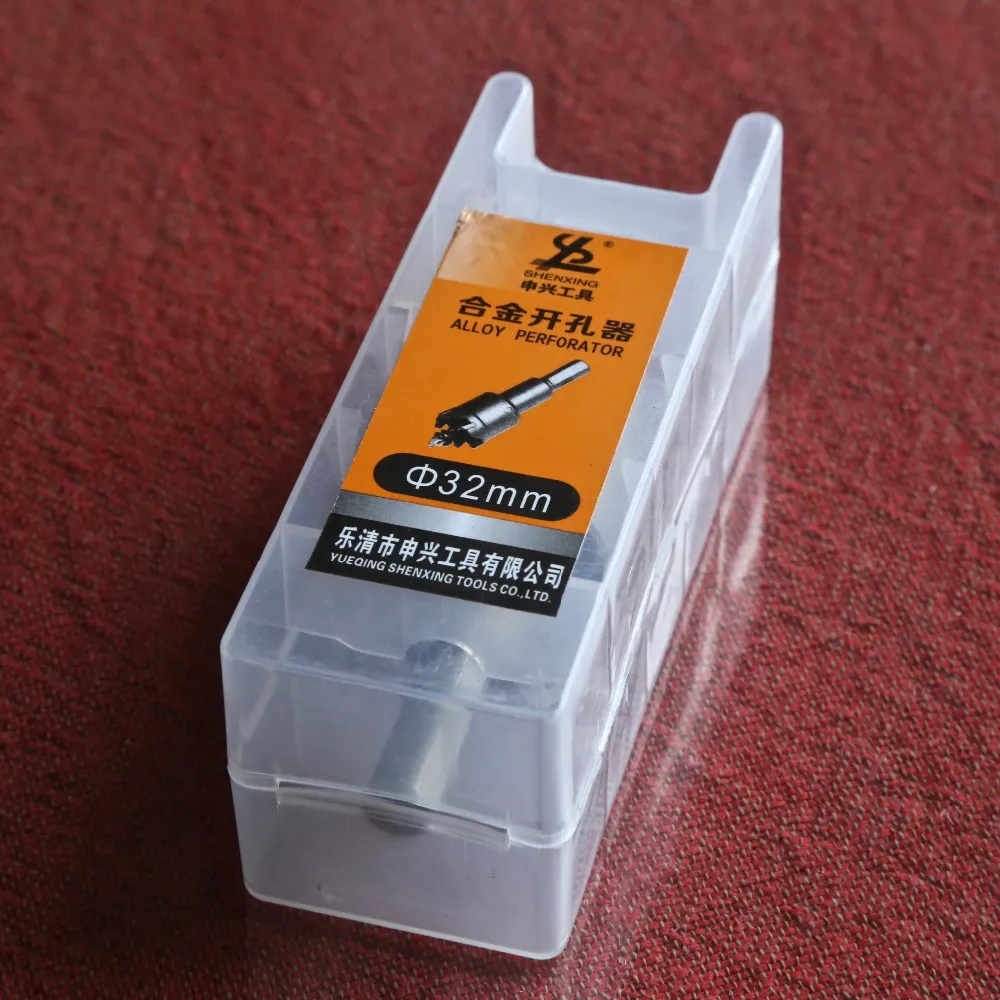 ®
SHENXING
申兴工具
合金开孔器
ALLOY PERFORATOR
Φ32mm
乐清市申兴工具有限公司
YUEQING SHENXING TOOLS CO.,LTD.